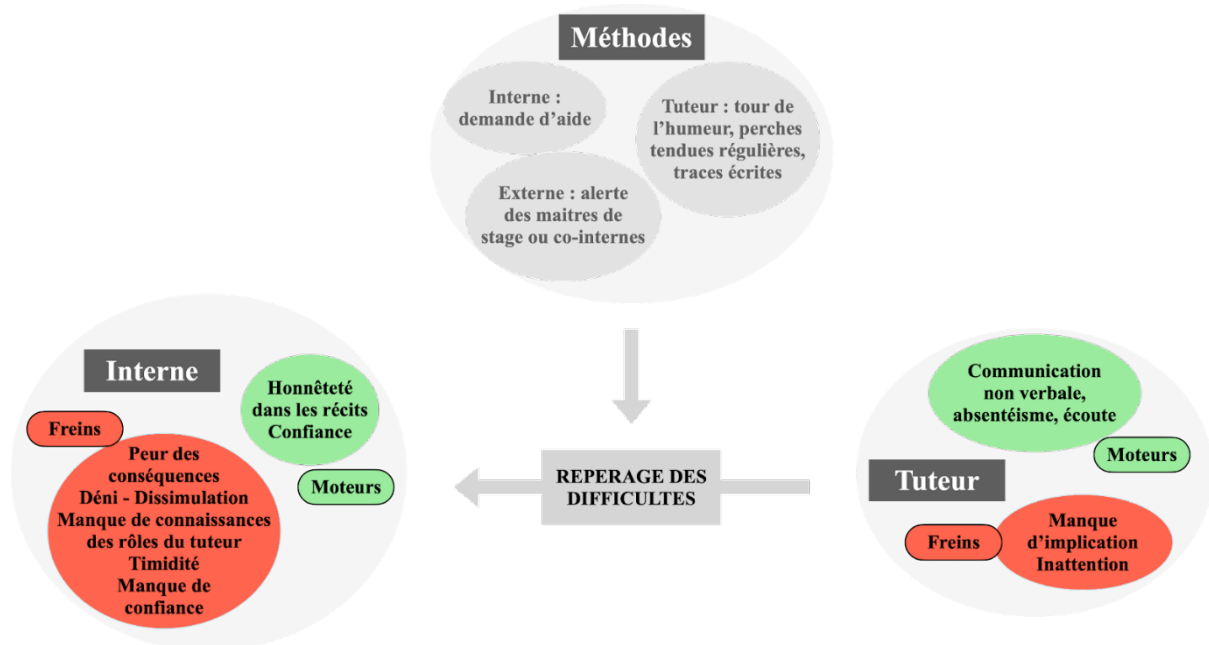 Méthodes
Interne :
demande d'aide
Tuteur : tour de
l'humeur, perches
tendues régulières,
traces écrites
Externe : alerte
des maitres de
stage ou co-internes
Interne
Honnêteté
dans les récits
Confiance
Freins
Moteurs
Peur des
conséquences
Déni - Dissimulation
Manque de connaissances
des rôles du tuteur
Timidité
Manque de
confiance
REPERAGE DES
DIFFICULTES
Communication
non verbale,
absentéisme, écoute
Moteurs
Tuteur
Freins
Manque
d'implication
Inattention